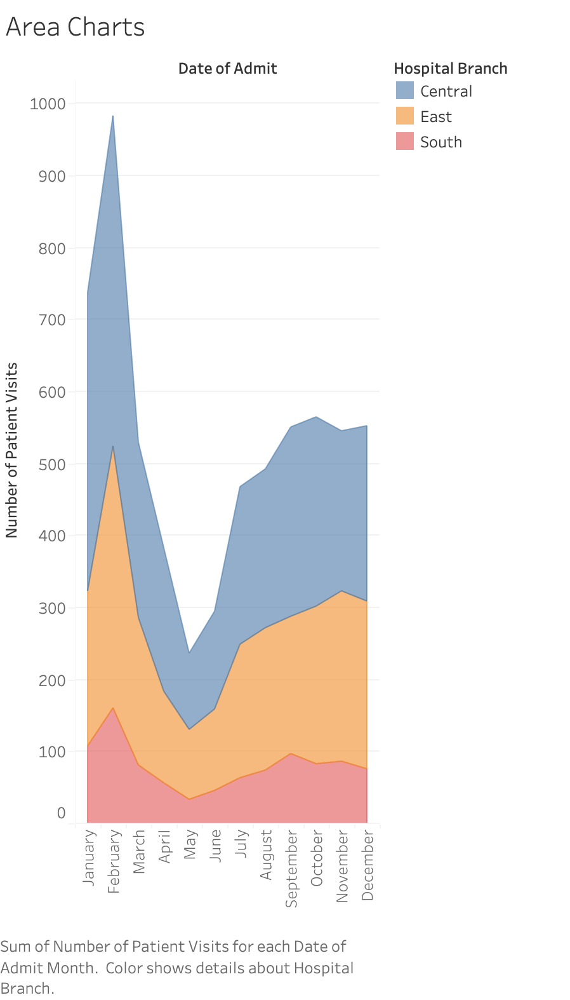 Area Charts
Date of Admit
Hospital Branch
Central
East
South
Number of Patient Visits
1000
900
800
700
600
500
400
300
200
100
0
January
February
March
April
May
June
July
August
September
October
November
December
Sum of Number of Patient Visits for each Date of
Admit Month.  Color shows details about Hospital
Branch.